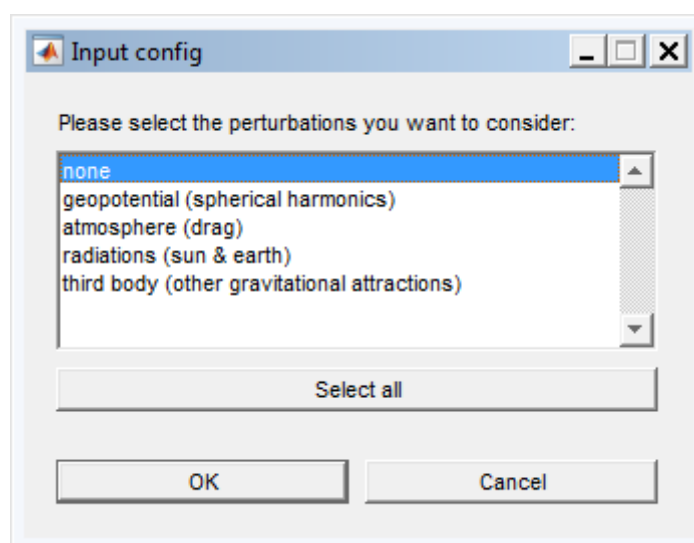 Input config
Please select the perturbations you want to consider:
none
geopotential (spherical harmonics)
atmosphere (drag)
radiations (sun & earth)
third body (other gravitational attractions)
Select all
OK
Cancel